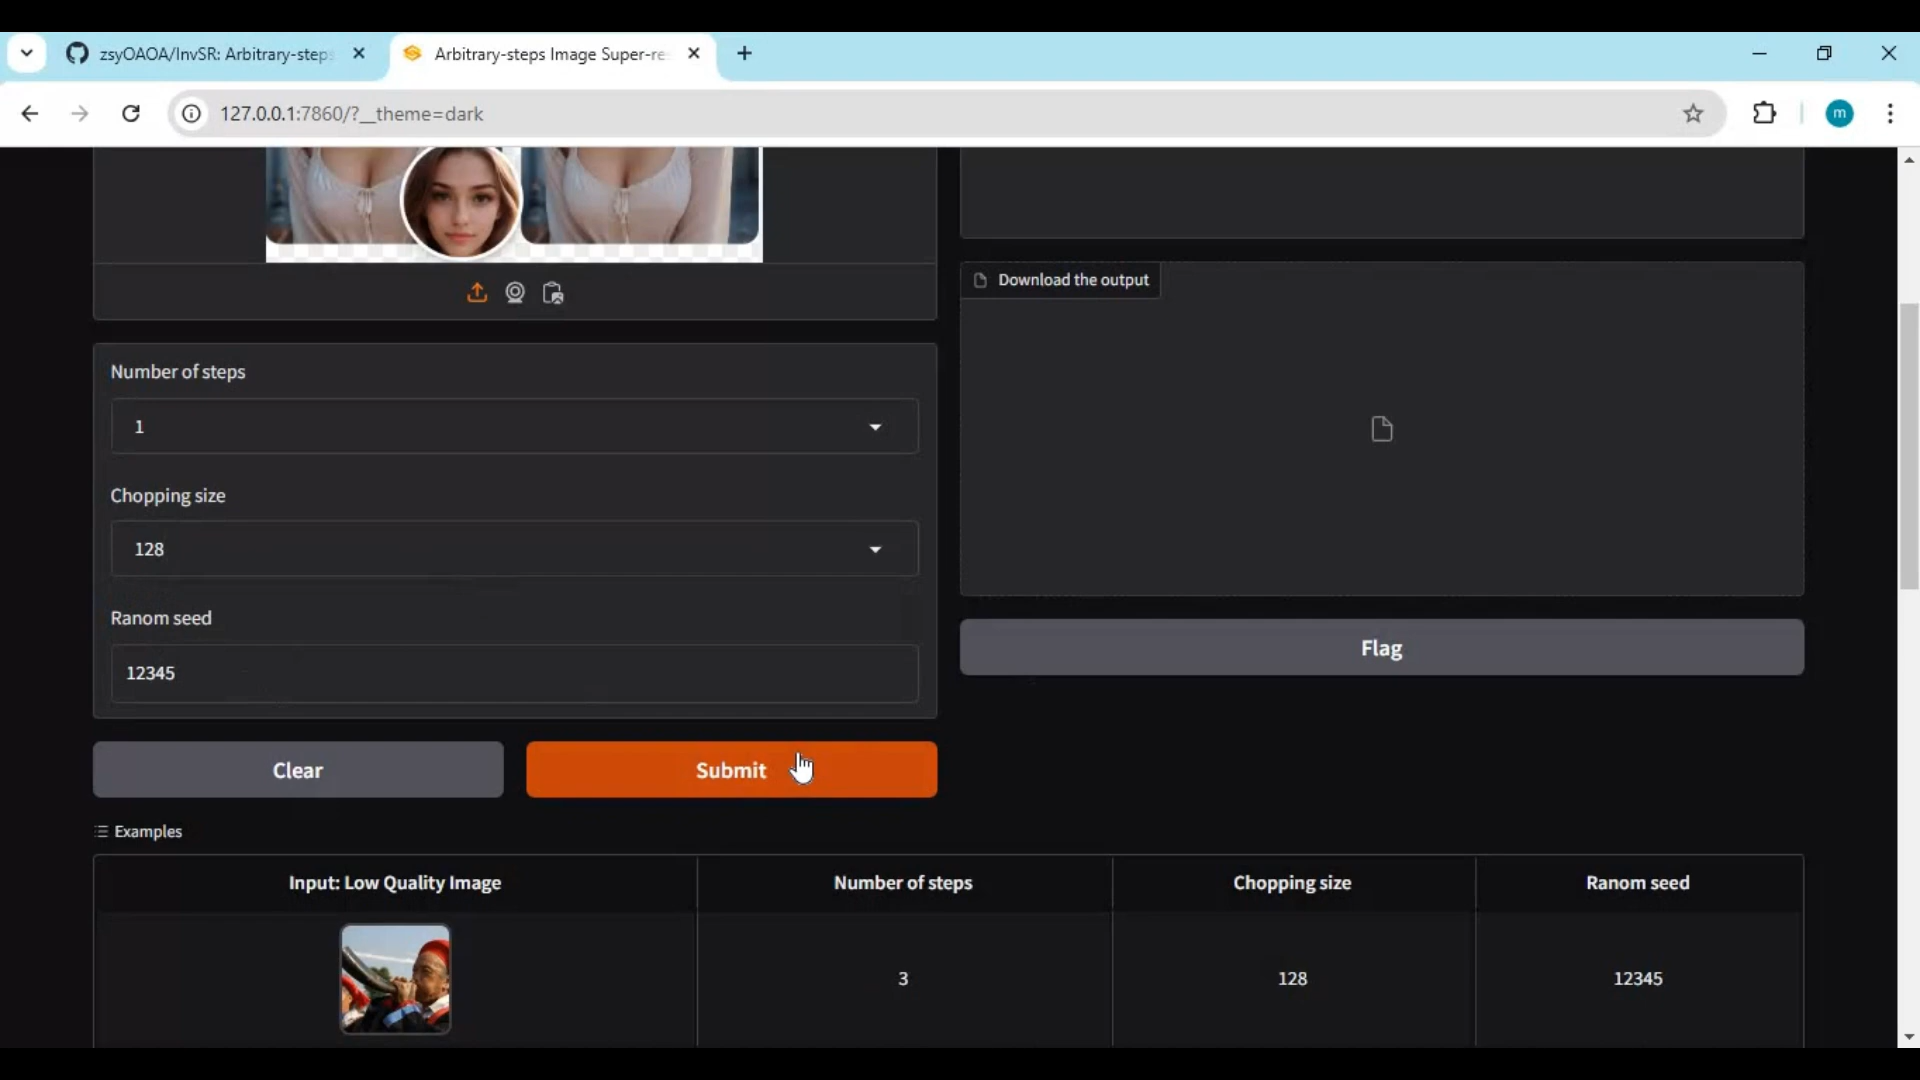 zsyOAOA/InvSR: Arbitrary-steps
Arbitrary-steps Image Super-re
127.0.0.1:7860/?__theme=dark
m
Download the output
Number of steps
1
Chopping size
128
Ranom seed
12345
Flag
Clear
Submit
Examples
Input: Low Quality Image
Number of steps
Chopping size
Ranom seed
3
128
12345